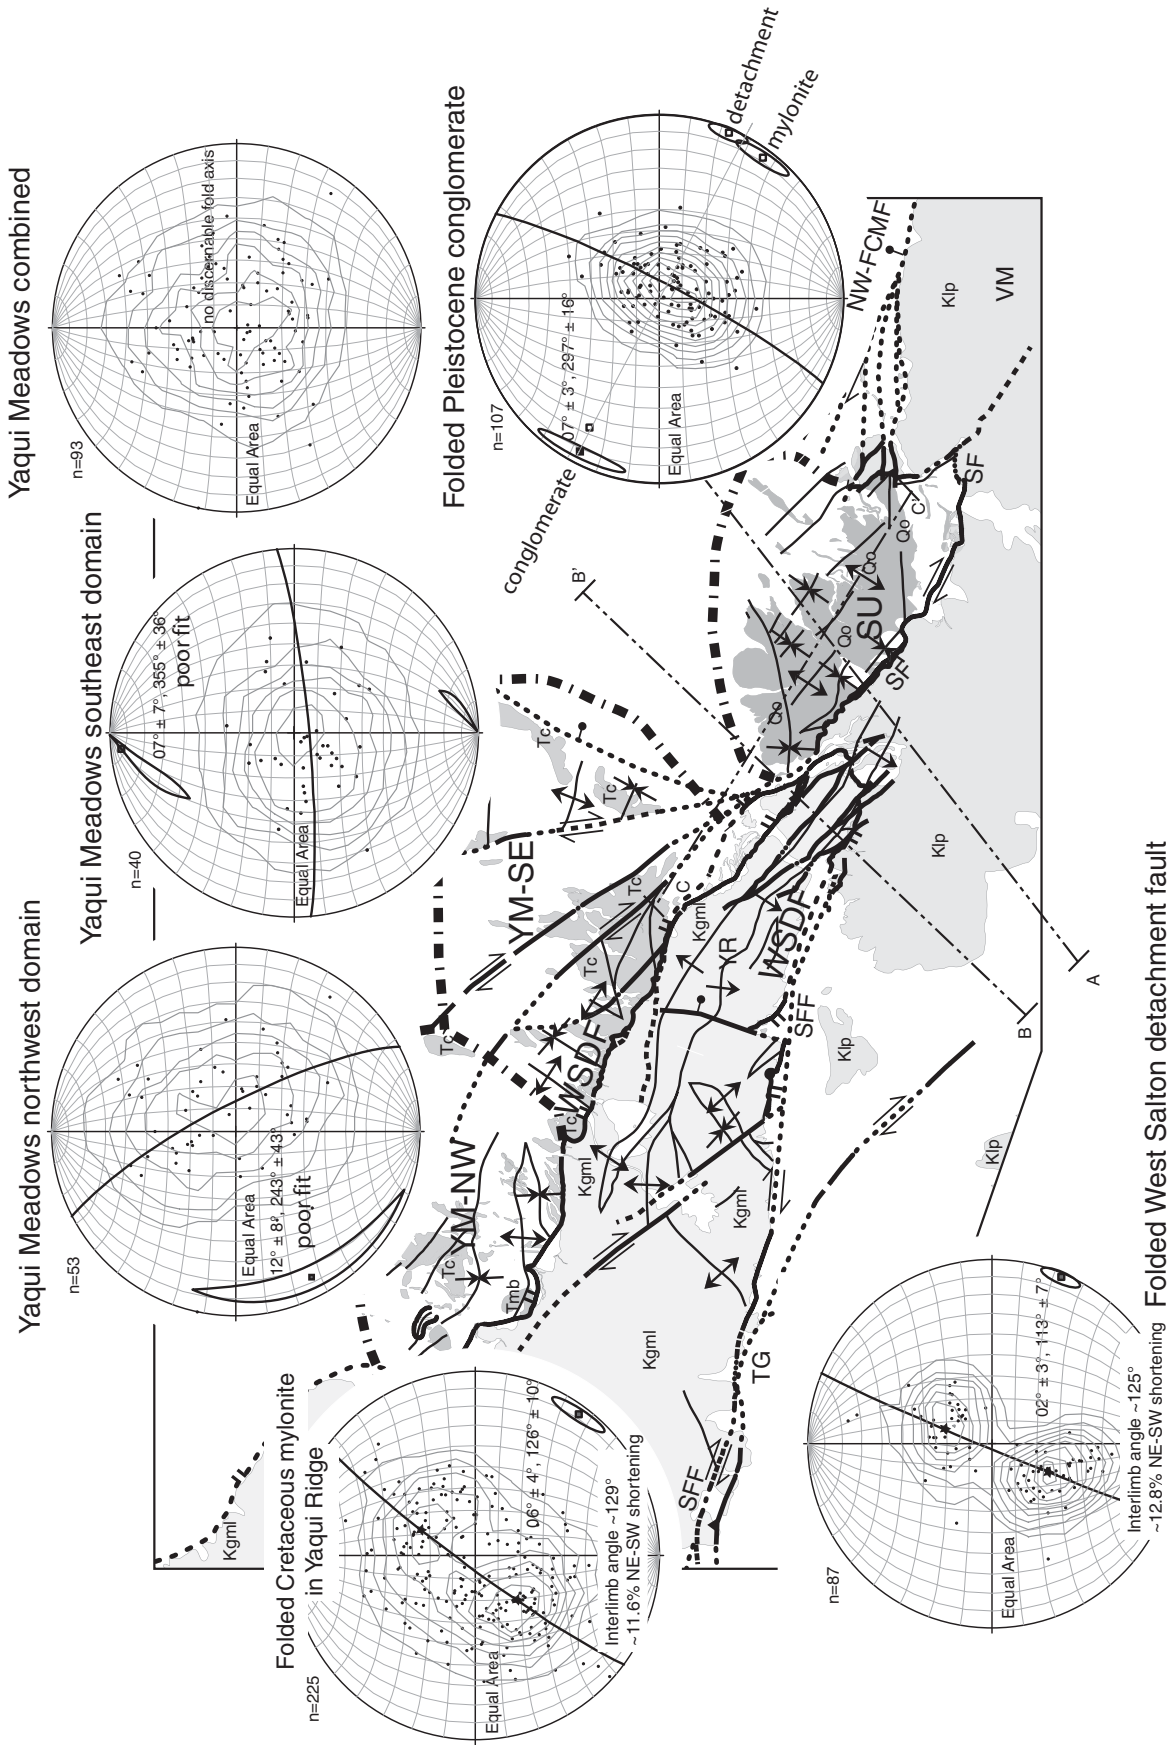 Yaqui Meadows northwest domain
n=53
Equal Area
12° ± 8°, 243° ± 43°
poor fit
Yaqui Meadows southeast domain
n=40
Equal Area
07° ± 7°, 355° ± 36°
poor fit
Yaqui Meadows combined
n=93
Equal Area
no discernable fold axis
Folded Cretaceous mylonite
in Yaqui Ridge
n=225
Equal Area
06° ± 4°, 126° ± 10°
Interlimb angle ~129°
~11.6% NE-SW shortening
Folded Pleistocene conglomerate
n=107
Equal Area
07° ± 3°, 297° ± 16°
conglomerate
detachment
mylonite
n=87
Equal Area
02° ± 3°, 113° ± 7°
Interlimb angle ~125°
~12.8% NE-SW shortening
Folded West Salton detachment fault
Kgml
YM-NW
Tc
Tmb
Tc
Tc
WSDF
Tc
Tc
YM-SE
Tc
Tc
C
Kgml
Kgml
YR
WSDF
Kgml
Kgml
SFF
SFF
TG
Klp
Klp
Klp
B
A
B'
Qo
Qo
Qo
Qo
SU
SF
SF
C'
NW-FCMF
Klp
VM